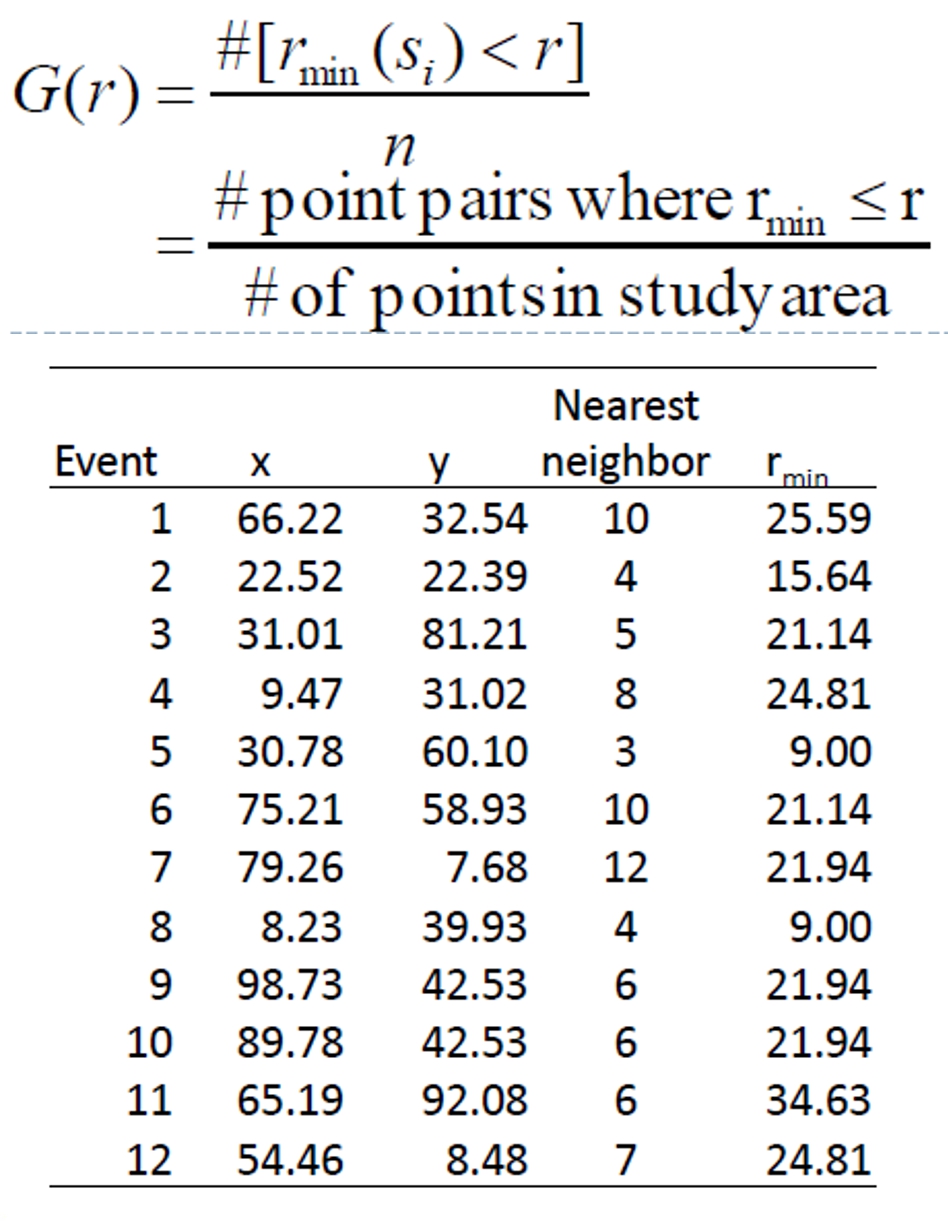 G(r) = #[r_min (s_i) < r] / n
= # point pairs where r_min ≤ r / # of points in study area
Nearest
Event x y neighbor r_min
1 66.22 32.54 10 25.59
2 22.52 22.39 4 15.64
3 31.01 81.21 5 21.14
4 9.47 31.02 8 24.81
5 30.78 60.10 3 9.00
6 75.21 58.93 10 21.14
7 79.26 7.68 12 21.94
8 8.23 39.93 4 9.00
9 98.73 42.53 6 21.94
10 89.78 42.53 6 21.94
11 65.19 92.08 6 34.63
12 54.46 8.48 7 24.81